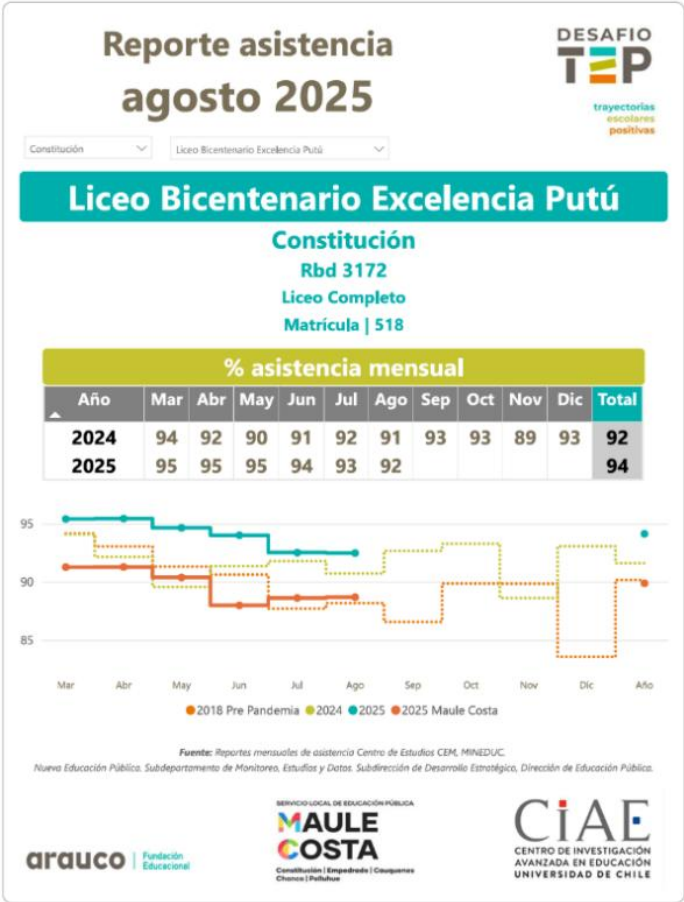 Reporte asistencia
agosto 2025
DESAFIO
TEP
trayectorias
escolares
positivas
Constitución
Liceo Bicentenario Excelencia Putú
Liceo Bicentenario Excelencia Putú
Constitución
Rbd 3172
Liceo Completo
Matrícula | 518
% asistencia mensual
Año Mar Abr May Jun Jul Ago Sep Oct Nov Dic Total
2024 94 92 90 91 92 91 93 93 89 93 92
2025 95 95 95 94 93 92 94
95
90
85
Mar Abr May Jun Jul Ago Sep Oct Nov Dic Año
2018 Pre Pandemia 2024 2025 2025 Maule Costa
Fuente: Reportes mensuales de asistencia Centro de Estudios CEM, MINEDUC.
Nueva Educación Pública. Subdepartamento de Monitoreo, Estudios y Datos. Subdirección de Desarrollo Estratégico, Dirección de Educación Pública.
arauco | Fundación
Educacional
SERVICIO LOCAL DE EDUCACIÓN PÚBLICA
MAULE
COSTA
Constitución | Empedrado | Cauquenes
Chanco | Pelluhue
CiAE
CENTRO DE INVESTIGACIÓN
AVANZADA EN EDUCACIÓN
UNIVERSIDAD DE CHILE